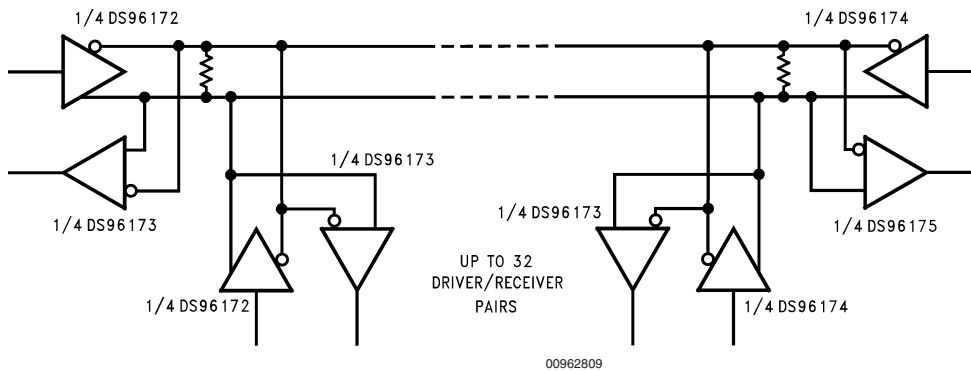 1/4 DS96172
1/4 DS96174
1/4 DS96173
1/4 DS96173
1/4 DS96173
1/4 DS96175
UP TO 32
DRIVER/RECEIVER
PAIRS
1/4 DS96172
1/4 DS96174
00962809